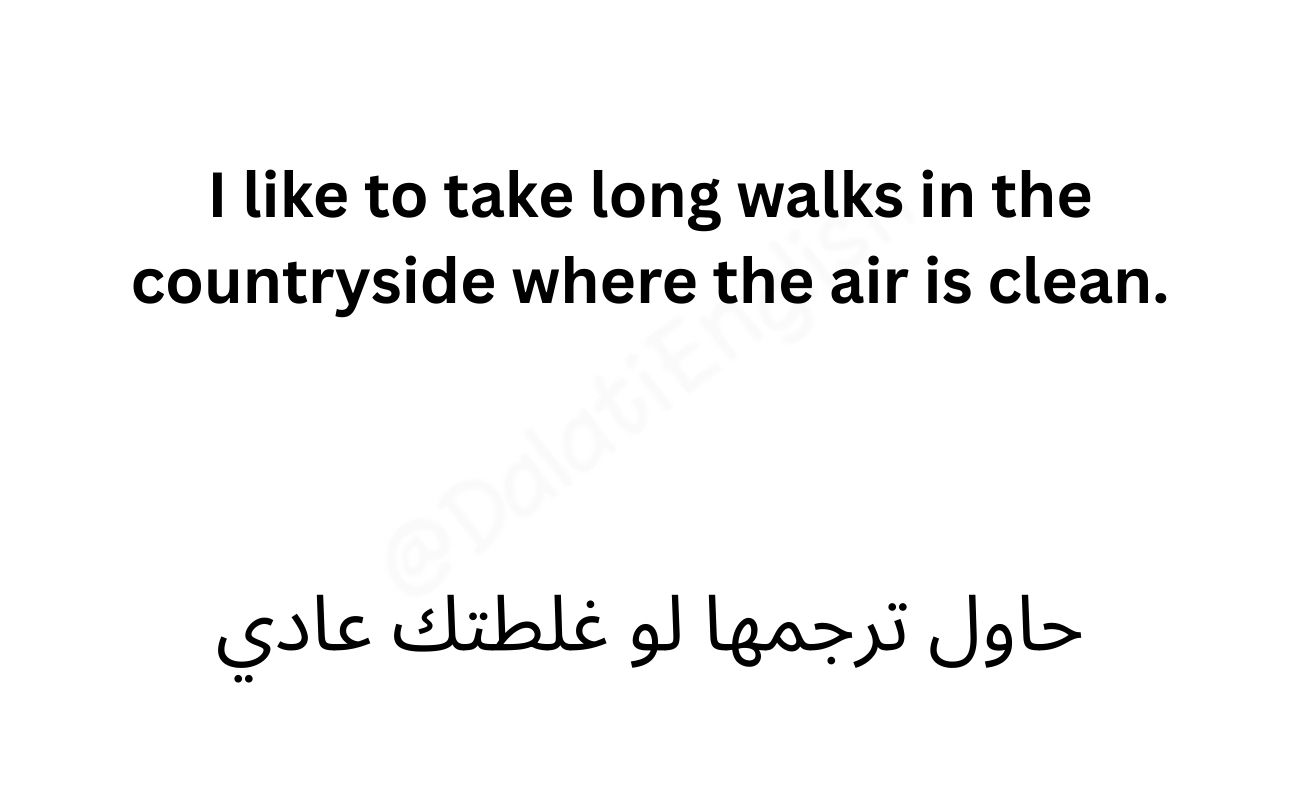 I like to take long walks in the
countryside where the air is clean.
@DalatiEnglish
حاول ترجمها لو غلطتك عادي